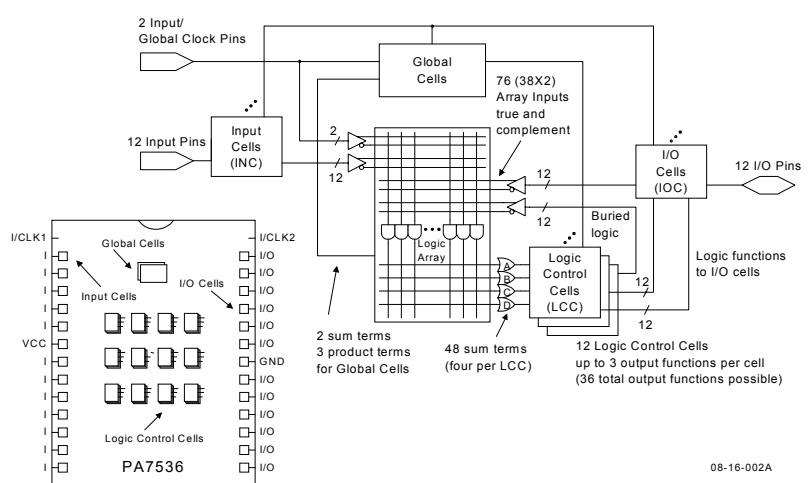 2 Input/
Global Clock Pins
Global
Cells
76 (38X2)
Array Inputs
true and
complement
12 Input Pins
Input
Cells
(INC)
2
12
12
12
I/O
Cells
(IOC)
12 I/O Pins
Buried
logic
Logic
Array
A
B
C
D
Logic
Control
Cells
(LCC)
12
12
Logic functions
to I/O cells
2 sum terms
3 product terms
for Global Cells
48 sum terms
(four per LCC)
12 Logic Control Cells
up to 3 output functions per cell
(36 total output functions possible)
I/CLK1
I/CLK2
Global Cells
I I/O
I I/O
Input Cells
I/O Cells
I I/O
I I/O
I I/O
VCC I/O
I GND
I I/O
I I/O
I I/O
Logic Control Cells
I I/O
I I/O
I I/O
PA7536
08-16-002A